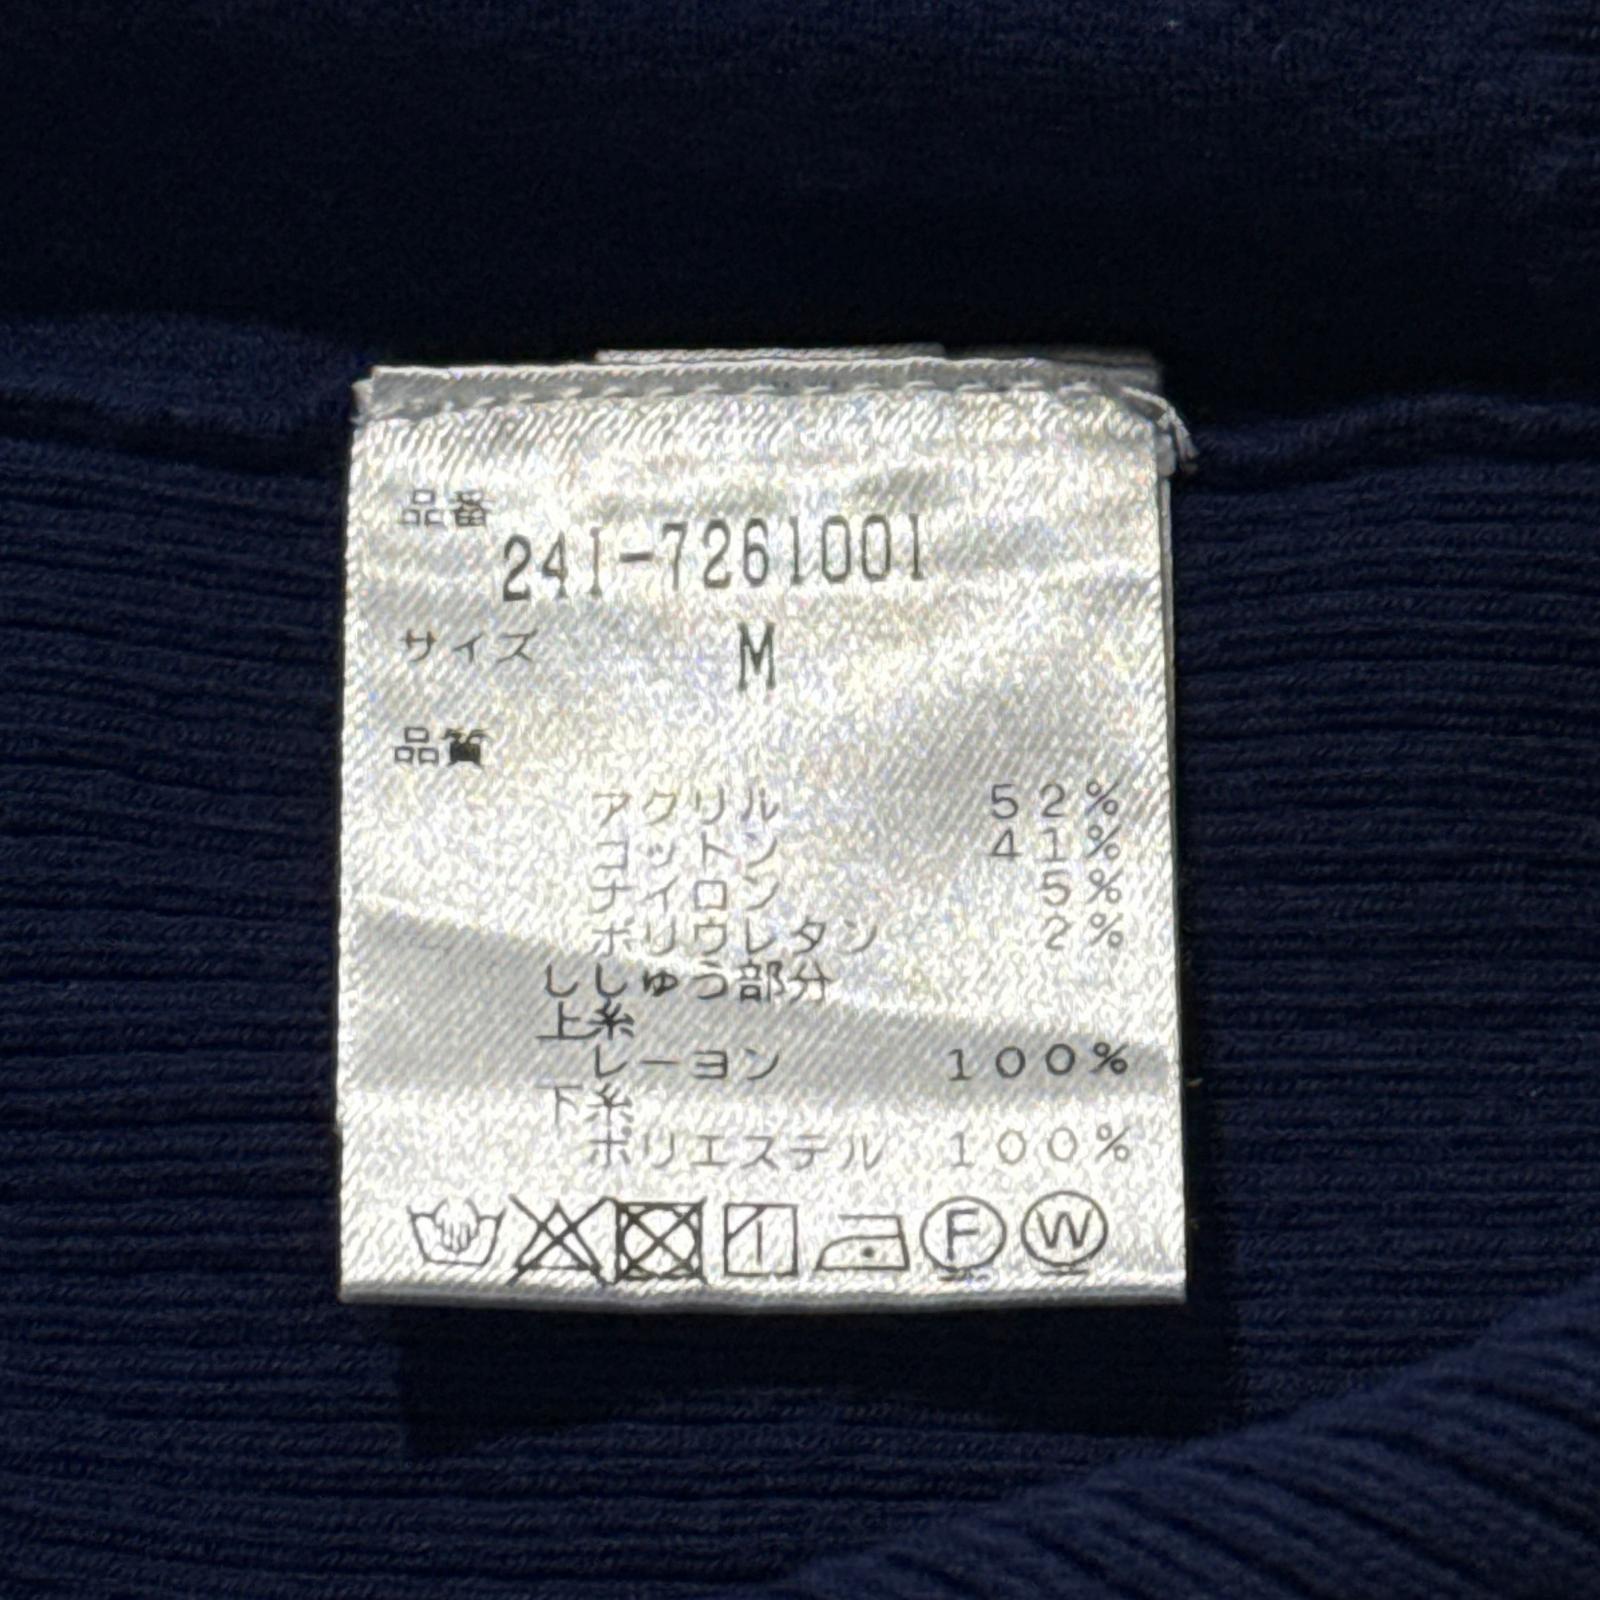 品番
241-7261001
サイズ M
品質
アクリル 52%
コットン 41%
ナイロン 5%
ポリウレタン 2%
ししゅう部分
上糸
レーヨン 100%
下糸
ポリエステル 100%
F W